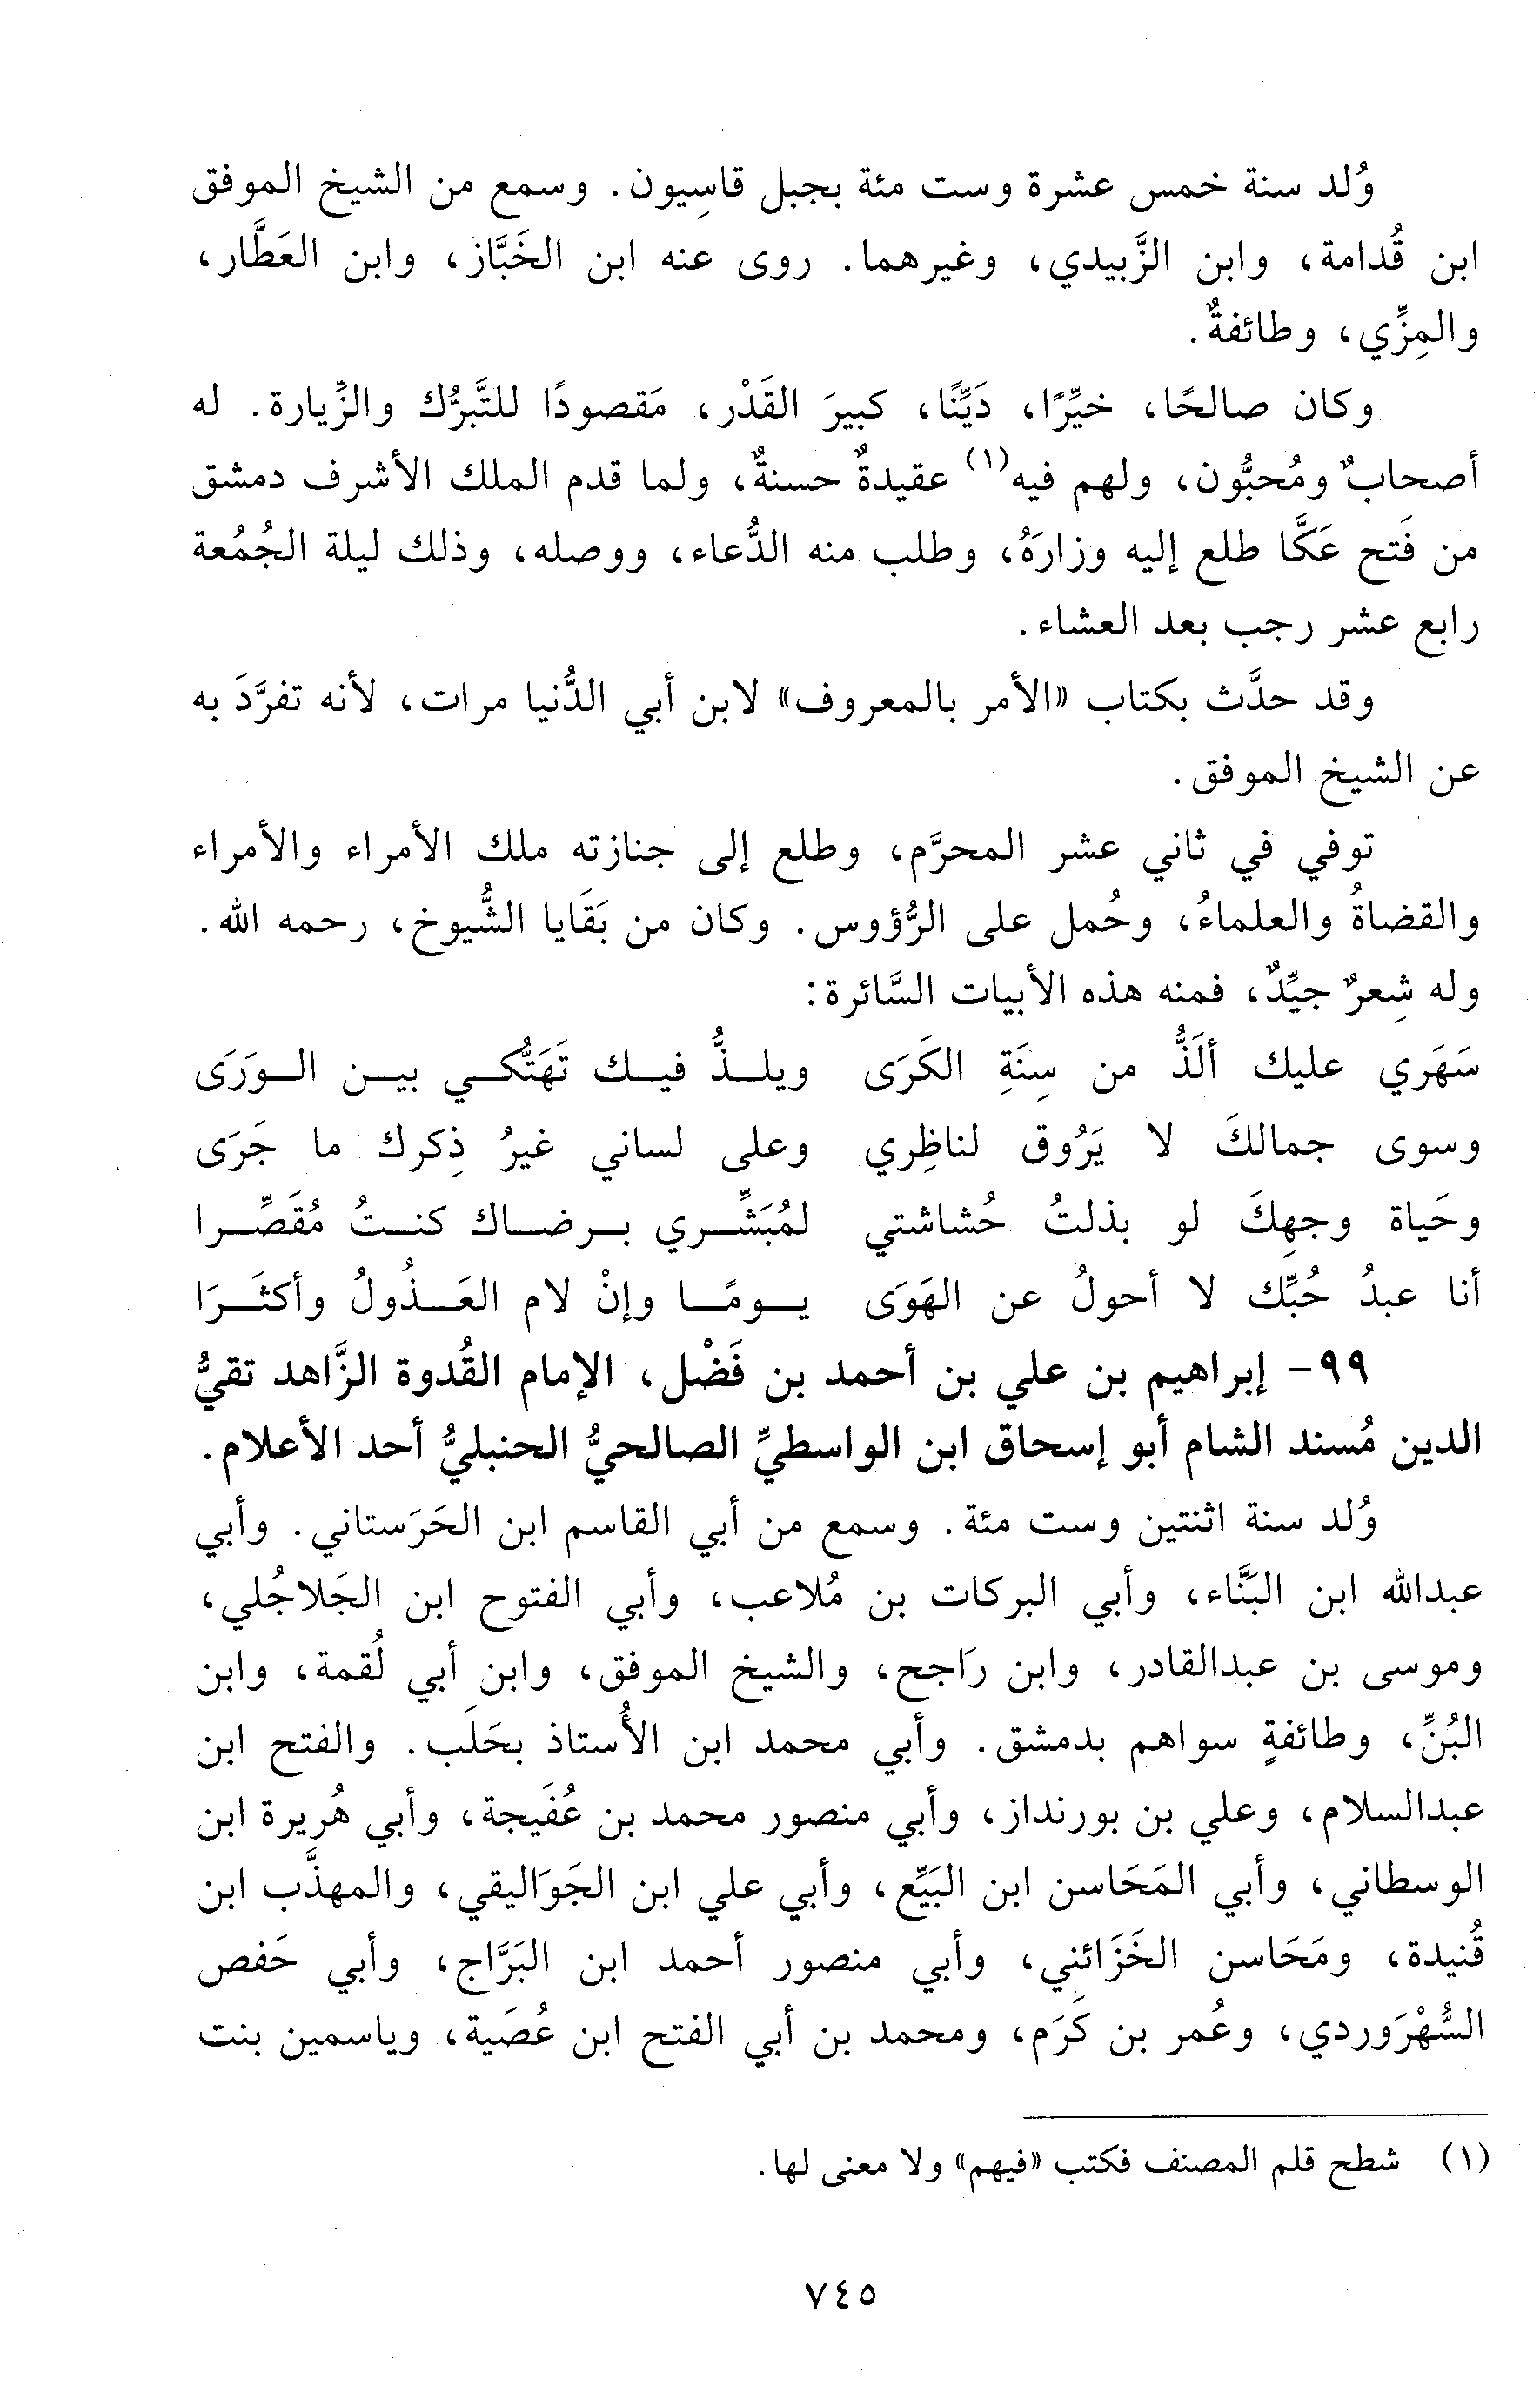 وُلد سنة خمس عشرة وست مئة بجبل قاسِيون. وسمع من الشيخ الموفق
ابن قُدامة، وابن الزَّبيدي، وغيرهما. روى عنه ابن الخَبَّاز، وابن العَطَّار،
والمِزِّي، وطائفةٌ.
وكان صالحًا، خيِّرًا، دَيِّنًا، كبيرَ القَدْر، مَقصودًا للتَّبرُّك والزِّيارة. له
أصحابٌ ومُحبُّون، ولهم فيه(١) عقيدةٌ حسنةٌ، ولما قدم الملك الأشرف دمشق
من فَتح عَكَّا طلع إليه وزارَهُ، وطلب منه الدُّعاء، ووصله، وذلك ليلة الجُمُعة
رابع عشر رجب بعد العشاء.
وقد حدَّث بكتاب «الأمر بالمعروف» لابن أبي الدُّنيا مرات، لأنه تفرَّدَ به
عن الشيخ الموفق.
توفي في ثاني عشر المحرَّم، وطلع إلى جنازته ملك الأمراء والأمراء
والقضاةُ والعلماءُ، وحُمل على الرُّؤوس. وكان من بَقَايا الشُّيوخ، رحمه الله.
وله شِعرٌ جيِّدٌ، فمنه هذه الأبيات السَّائرة:
سَهَري عليك ألَذُّ من سِنَةِ الكَرَى ويلذُّ فيك تَهَتُّكي بين الورَى
وسوى جمالكَ لا يَرُوق لناظِري وعلى لساني غيرُ ذِكرك ما جَرَى
وحَياة وجهِكَ لو بذلتُ حُشاشتي لمُبَشِّري برضاك كنتُ مُقَصِّرا
أنا عبدُ حُبِّك لا أحولُ عن الهَوَى يومًا وإنْ لام العَذُولُ وأكثَرَا
٩٩- إبراهيم بن علي بن أحمد بن فَضْل، الإمام القُدوة الزَّاهد تقيُّ
الدين مُسند الشام أبو إسحاق ابن الواسطيِّ الصالحيُّ الحنبليُّ أحد الأعلام.
وُلد سنة اثنتين وست مئة. وسمع من أبي القاسم ابن الحَرَستاني. وأبي
عبدالله ابن البَنَّاء، وأبي البركات بن مُلاعب، وأبي الفتوح ابن الجَلاجُلي،
وموسى بن عبدالقادر، وابن رَاجح، والشيخ الموفق، وابن أبي لُقمة، وابن
البُنِّ، وطائفةٍ سواهم بدمشق. وأبي محمد ابن الأُستاذ بحَلَب. والفتح ابن
عبدالسلام، وعلي بن بورنداز، وأبي منصور محمد بن عُفَيجة، وأبي هُريرة ابن
الوسطاني، وأبي المَحَاسن ابن البَيِّع، وأبي علي ابن الجَوَاليقي، والمهذَّب ابن
قُنيدة، ومَحَاسن الخَزَائني، وأبي منصور أحمد ابن البَرَّاج، وأبي حَفص
السُّهْرَوردي، وعُمر بن كَرَم، ومحمد بن أبي الفتح ابن عُصَية، وياسمين بنت
(١) شطح قلم المصنف فكتب «فيهم» ولا معنى لها.
٧٤٥